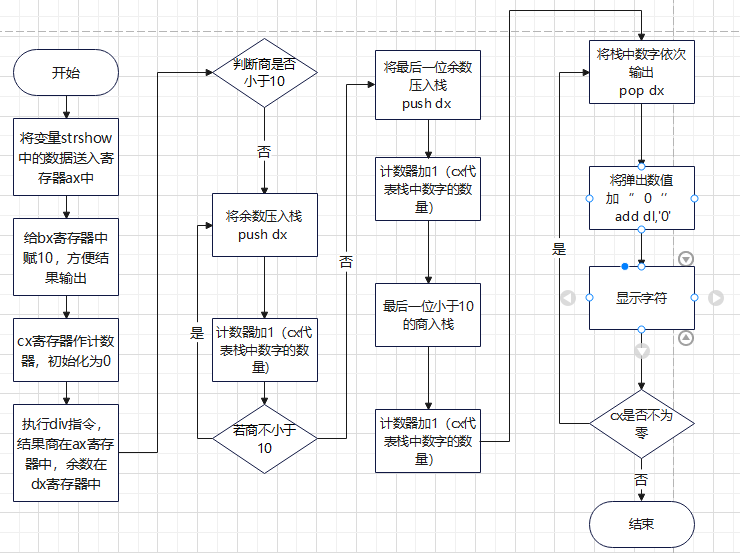 开始
将变量strshow
中的数据送入寄
存器ax中
给bx寄存器中
赋10，方便结
果输出
cx寄存器作计数
器，初始化为0
执行div指令，
结果商在ax寄存
器中，余数在
dx寄存器中
判断商是否
小于10
否
将余数压入栈
push dx
是
计数器加1（cx代
表栈中数字的数
量）
若商不小于
10
否
将最后一位余数
压入栈
push dx
计数器加1（cx代
表栈中数字的数
量）
最后一位小于10
的商入栈
计数器加1（cx代
表栈中数字的数
量）
将栈中数字依次
输出
pop dx
将弹出数值
加 “ 0 ”
add dl,'0'
是
显示字符
cx是否不为
零
否
结束